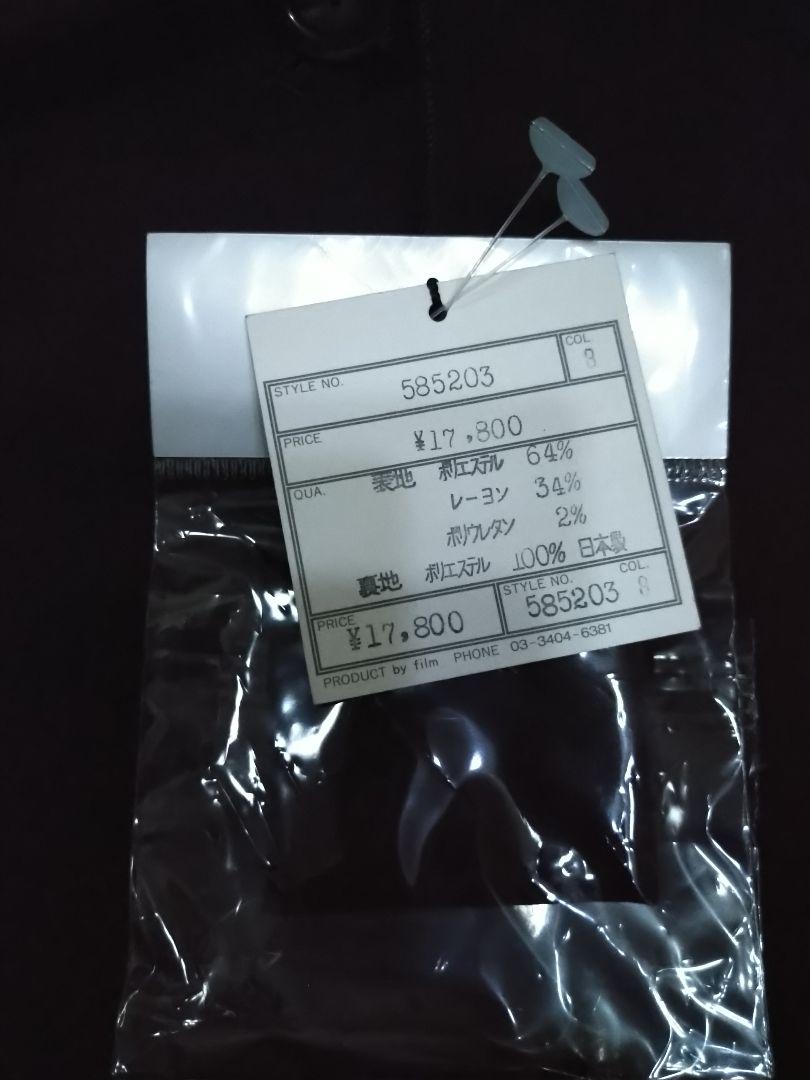 STYLE NO. 585203 COL. 8
PRICE ¥17,800
QUA. 表地 ポリエステル 64%
レーヨン 34%
ポリウレタン 2%
裏地 ポリエステル 100% 日本製
PRICE ¥17,800 STYLE NO. 585203 COL. 8
PRODUCT by film PHONE 03-3404-6381